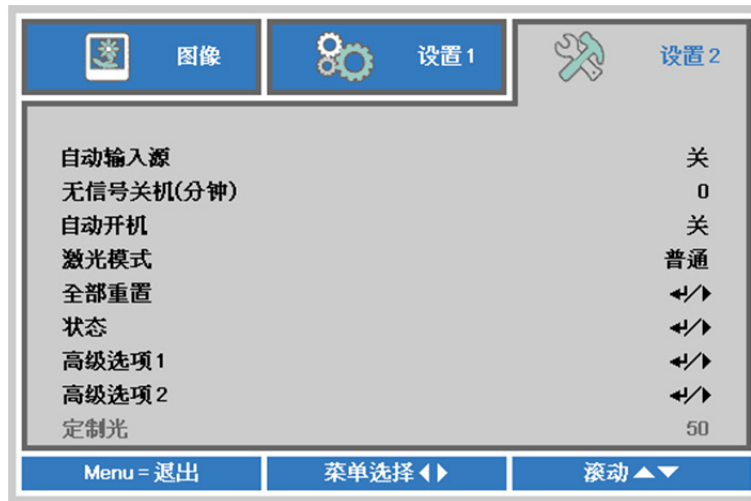 图像 设置 1 设置 2
自动输入源 关
无信号关机(分钟) 0
自动开机 关
激光模式 普通
全部重置 ↵/▶
状态 ↵/▶
高级选项 1 ↵/▶
高级选项 2 ↵/▶
定制光 50
Menu = 退出 菜单选择 ◀▶ 滚动 ▲▼